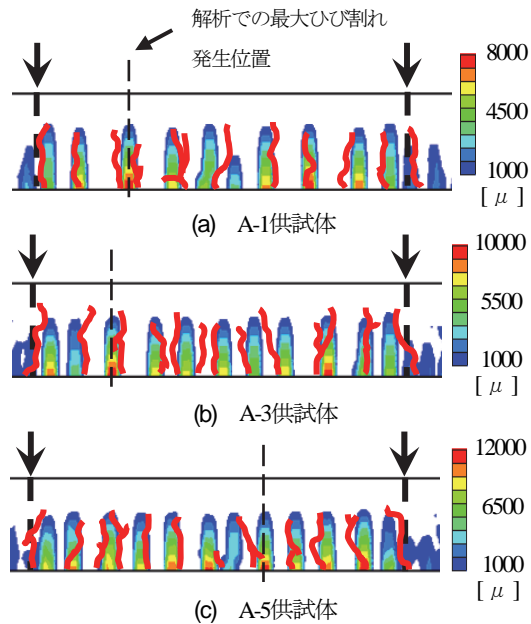 解析での最大ひび割れ
発生位置
8000
4500
1000
[ μ ]
(a) A-1供試体
10000
5500
1000
[ μ ]
(b) A-3供試体
12000
6500
1000
[ μ ]
(c) A-5供試体